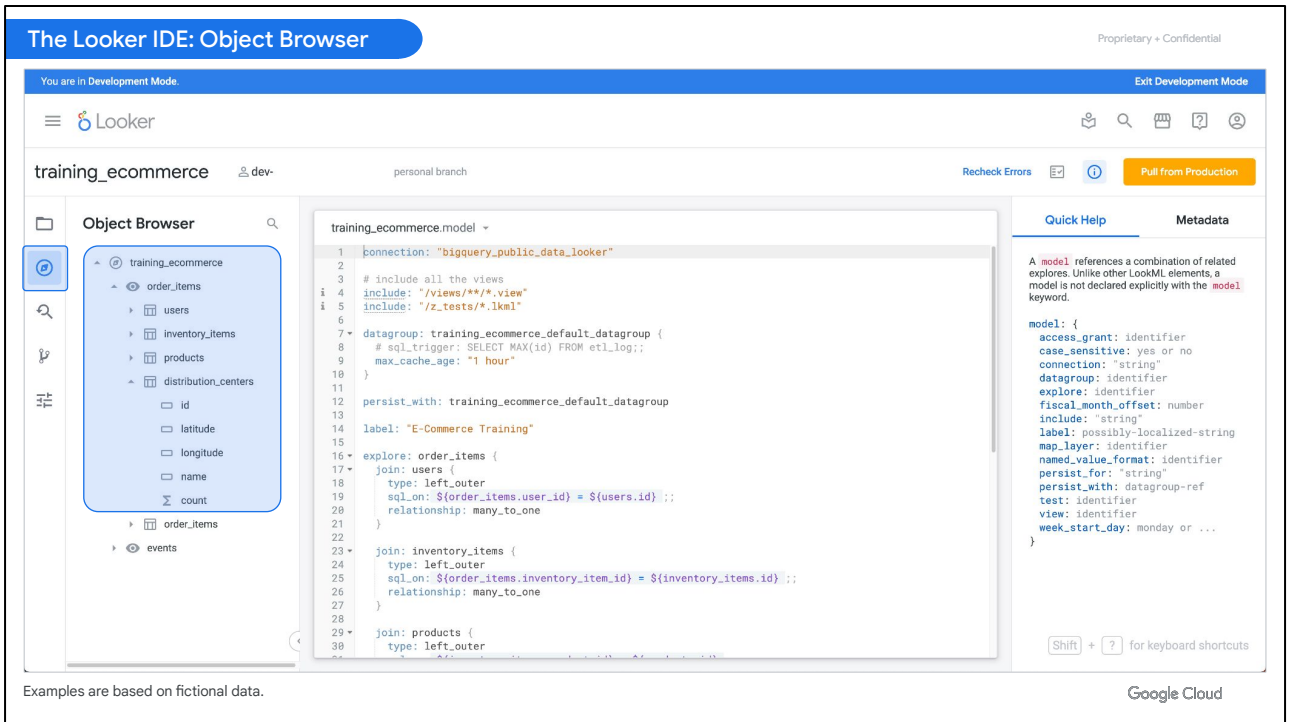 The Looker IDE: Object Browser
Proprietary + Confidential
You are in Development Mode.
Exit Development Mode
Looker
training_ecommerce
dev-
personal branch
Recheck Errors
Pull from Production
Object Browser
training_ecommerce
order_items
users
inventory_items
products
distribution_centers
id
latitude
longitude
name
count
order_items
events
training_ecommerce.model
1 connection: "bigquery_public_data_looker"
2
3 # include all the views
i 4 include: "/views/**/*.view"
i 5 include: "/z_tests/*.lkml"
6
7 datagroup: training_ecommerce_default_datagroup {
8 # sql_trigger: SELECT MAX(id) FROM etl_log;;
9 max_cache_age: "1 hour"
10 }
11
12 persist_with: training_ecommerce_default_datagroup
13
14 label: "E-Commerce Training"
15
16 explore: order_items {
17 join: users {
18 type: left_outer
19 sql_on: ${order_items.user_id} = ${users.id} ;;
20 relationship: many_to_one
21 }
22
23 join: inventory_items {
24 type: left_outer
25 sql_on: ${order_items.inventory_item_id} = ${inventory_items.id} ;;
26 relationship: many_to_one
27 }
28
29 join: products {
30 type: left_outer
Quick Help
Metadata
A model references a combination of related
explores. Unlike other LookML elements, a
model is not declared explicitly with the model
keyword.
model: {
access_grant: identifier
case_sensitive: yes or no
connection: "string"
datagroup: identifier
explore: identifier
fiscal_month_offset: number
include: "string"
label: possibly-localized-string
map_layer: identifier
named_value_format: identifier
persist_for: "string"
persist_with: datagroup-ref
test: identifier
view: identifier
week_start_day: monday or ...
}
Shift + ? for keyboard shortcuts
Examples are based on fictional data.
Google Cloud